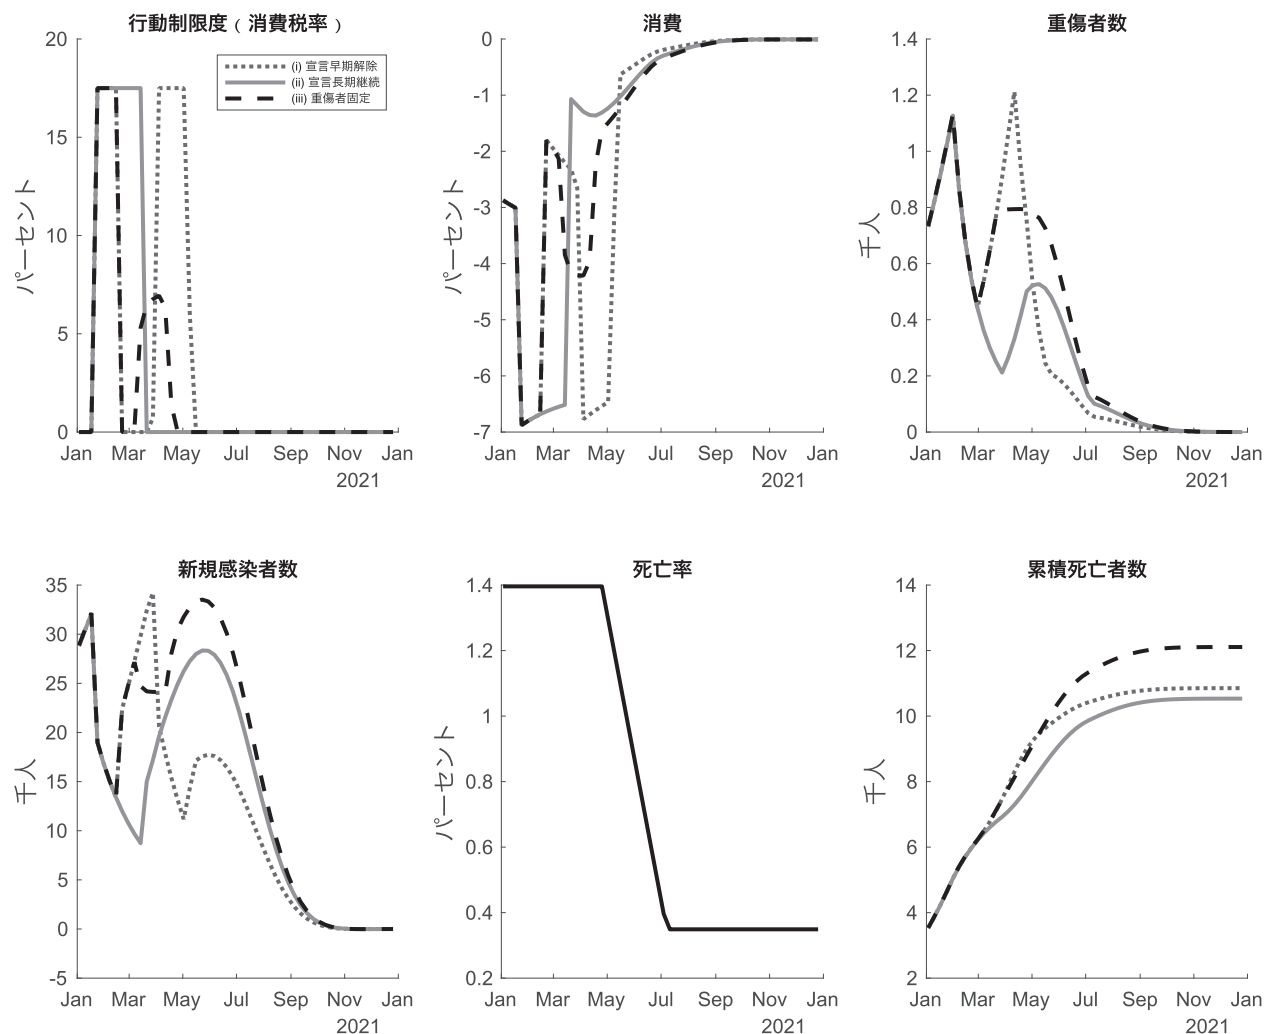 行動制限度（消費税率）
20
15
10
5
0
パーセント
(i) 宣言早期解除
(ii) 宣言長期継続
(iii) 重傷者固定
Jan Mar May Jul Sep Nov Jan
2021
消費
0
-1
-2
-3
-4
-5
-6
-7
パーセント
Jan Mar May Jul Sep Nov Jan
2021
重傷者数
1.4
1.2
1
0.8
0.6
0.4
0.2
0
千人
Jan Mar May Jul Sep Nov Jan
2021
新規感染者数
35
30
25
20
15
10
5
0
-5
千人
Jan Mar May Jul Sep Nov Jan
2021
死亡率
1.4
1.2
1
0.8
0.6
0.4
0.2
パーセント
Jan Mar May Jul Sep Nov Jan
2021
累積死亡者数
14
12
10
8
6
4
2
千人
Jan Mar May Jul Sep Nov Jan
2021